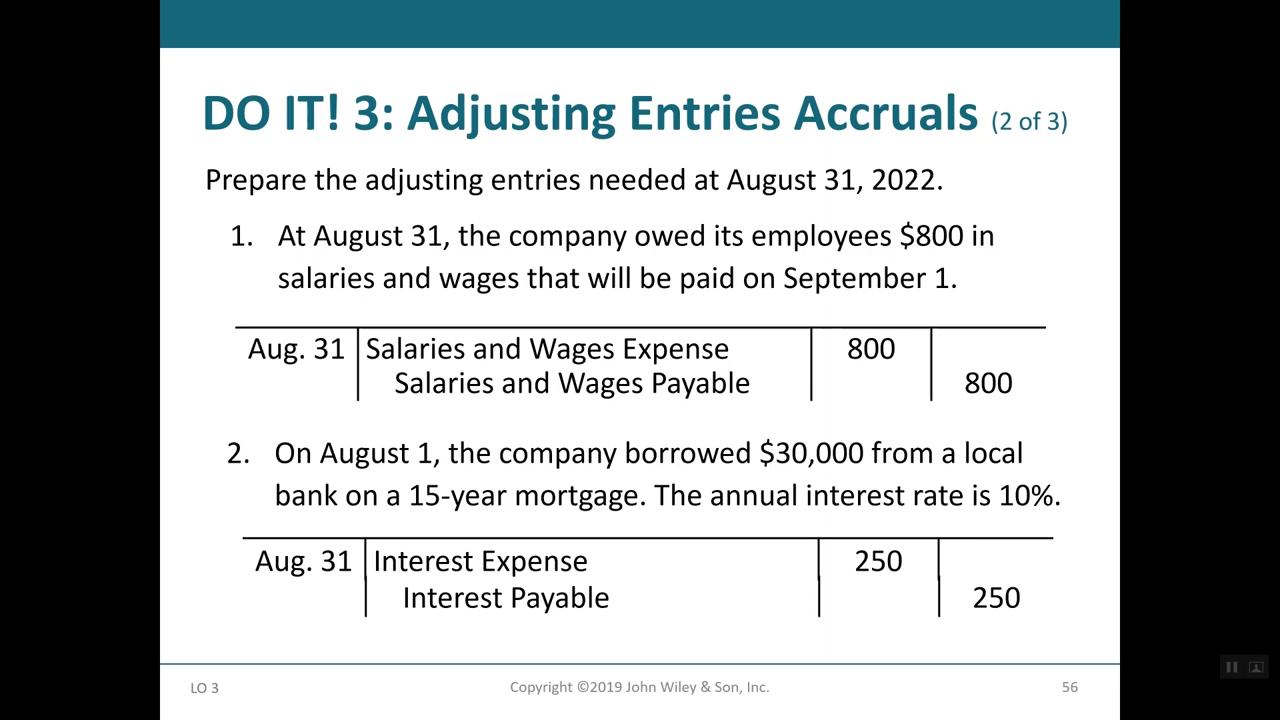 DO IT! 3: Adjusting Entries Accruals (2 of 3)
Prepare the adjusting entries needed at August 31, 2022.
1. At August 31, the company owed its employees $800 in
salaries and wages that will be paid on September 1.
Aug. 31 Salaries and Wages Expense 800
Salaries and Wages Payable 800
2. On August 1, the company borrowed $30,000 from a local
bank on a 15-year mortgage. The annual interest rate is 10%.
Aug. 31 Interest Expense 250
Interest Payable 250
LO 3 Copyright ©2019 John Wiley & Son, Inc. 56